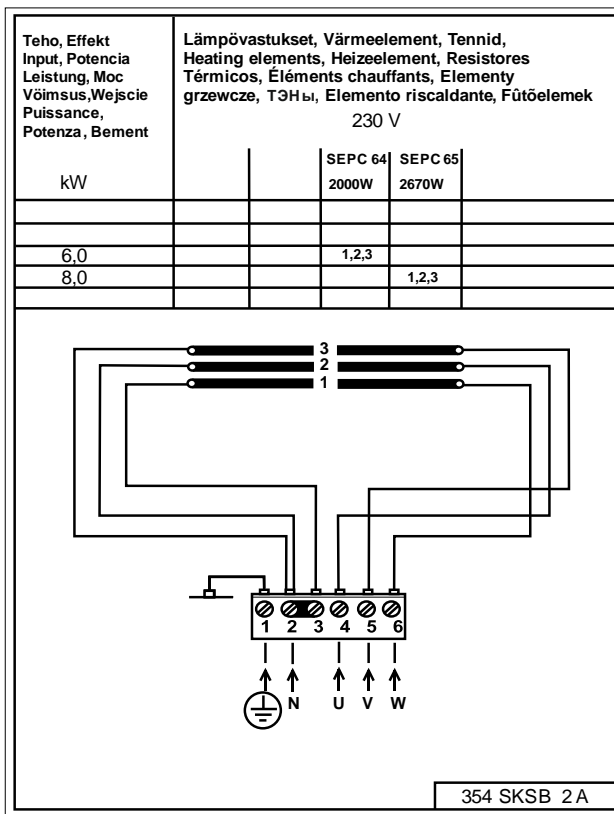 Teho, Effekt
Input, Potencia
Leistung, Moc
Vöimsus,Wejscie
Puissance,
Potenza, Bement
kW
Lämpövastukset, Värmeelement, Tennid,
Heating elements, Heizeelement, Resistores
Térmicos, Éléments chauffants, Elementy
grzewcze, ТЭНы, Elemento riscaldante, Fûtõelemek
230 V
SEPC 64 SEPC 65
2000W 2670W
6,0 1,2,3
8,0 1,2,3
3
2
1
1 2 3 4 5 6
N U V W
354 SKSB 2 A